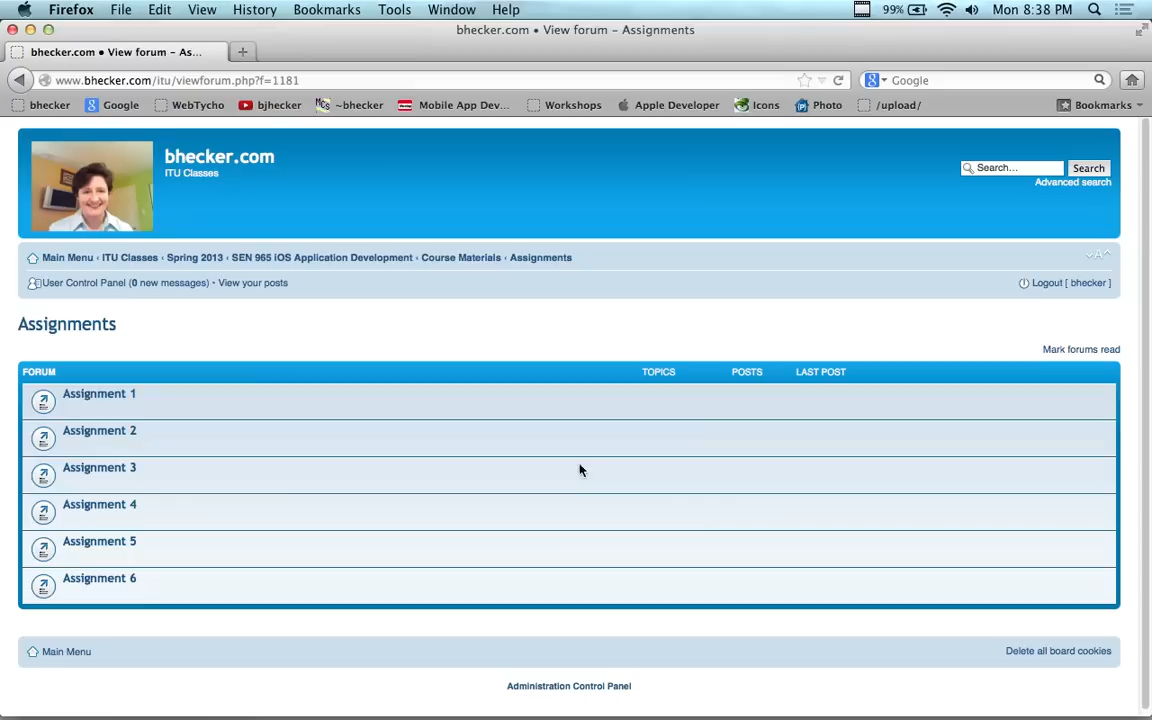 Firefox File Edit View History Bookmarks Tools Window Help 99% Mon 8:38 PM
bhecker.com • View forum – Assignments
bhecker.com • View forum – As...
www.bhecker.com/itu/viewforum.php?f=1181 Google
bhecker Google WebTycho bjhecker ~bhecker Mobile App Dev... Workshops Apple Developer Icons Photo /upload/ Bookmarks
bhecker.com
ITU Classes
Search... Search
Advanced search
Main Menu ‹ ITU Classes ‹ Spring 2013 ‹ SEN 965 iOS Application Development ‹ Course Materials ‹ Assignments
User Control Panel (0 new messages) • View your posts Logout [ bhecker ]
Assignments
Mark forums read
FORUM TOPICS POSTS LAST POST
Assignment 1
Assignment 2
Assignment 3
Assignment 4
Assignment 5
Assignment 6
Main Menu Delete all board cookies
Administration Control Panel